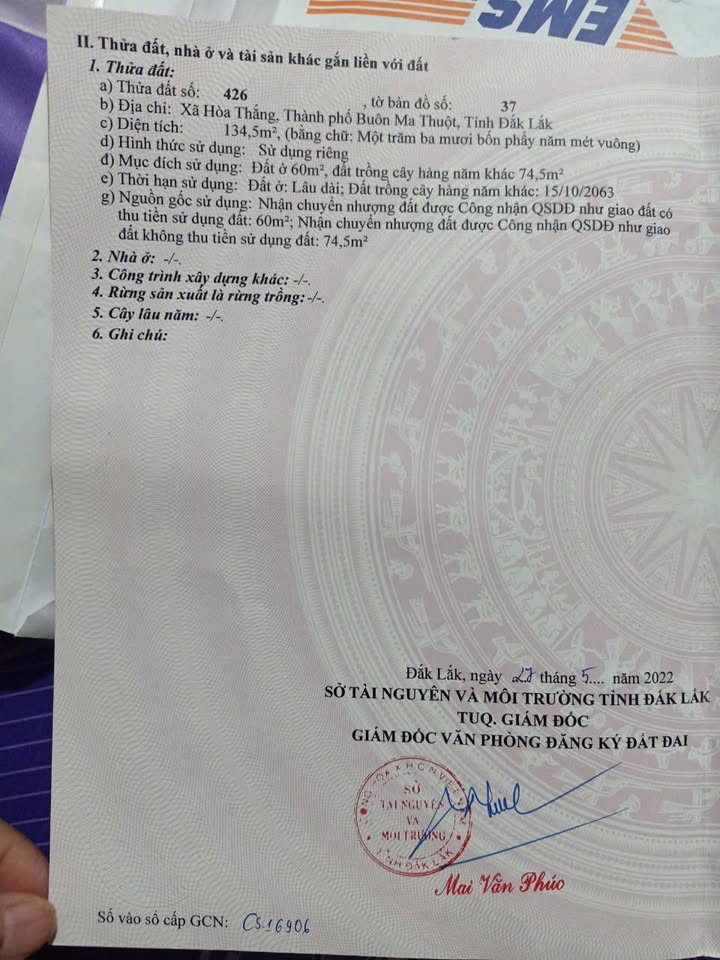 EMS
II. Thửa đất, nhà ở và tài sản khác gắn liền với đất
1. Thửa đất:
a) Thửa đất số: 426 , tờ bản đồ số: 37
b) Địa chỉ: Xã Hòa Thắng, Thành phố Buôn Ma Thuột, Tỉnh Đắk Lắk
c) Diện tích: 134,5m², (bằng chữ: Một trăm ba mươi bốn phẩy năm mét vuông)
d) Hình thức sử dụng: Sử dụng riêng
đ) Mục đích sử dụng: Đất ở 60m², đất trồng cây hàng năm khác 74,5m²
e) Thời hạn sử dụng: Đất ở: Lâu dài; Đất trồng cây hàng năm khác: 15/10/2063
g) Nguồn gốc sử dụng: Nhận chuyển nhượng đất được Công nhận QSDĐ như giao đất có
thu tiền sử dụng đất: 60m²; Nhận chuyển nhượng đất được Công nhận QSDĐ như giao
đất không thu tiền sử dụng đất: 74,5m²
2. Nhà ở: -/-.
3. Công trình xây dựng khác: -/-.
4. Rừng sản xuất là rừng trồng: -/-.
5. Cây lâu năm: -/-.
6. Ghi chú:
Đắk Lắk, ngày 27 tháng 5.... năm 2022
SỞ TÀI NGUYÊN VÀ MÔI TRƯỜNG TỈNH ĐẮK LẮK
TUQ. GIÁM ĐỐC
GIÁM ĐỐC VĂN PHÒNG ĐĂNG KÝ ĐẤT ĐAI
SỞ
TÀI NGUYÊN
VÀ
MÔI TRƯỜNG
TỈNH ĐẮK LẮK
Mai Văn Phúc
Số vào sổ cấp GCN: CS16906